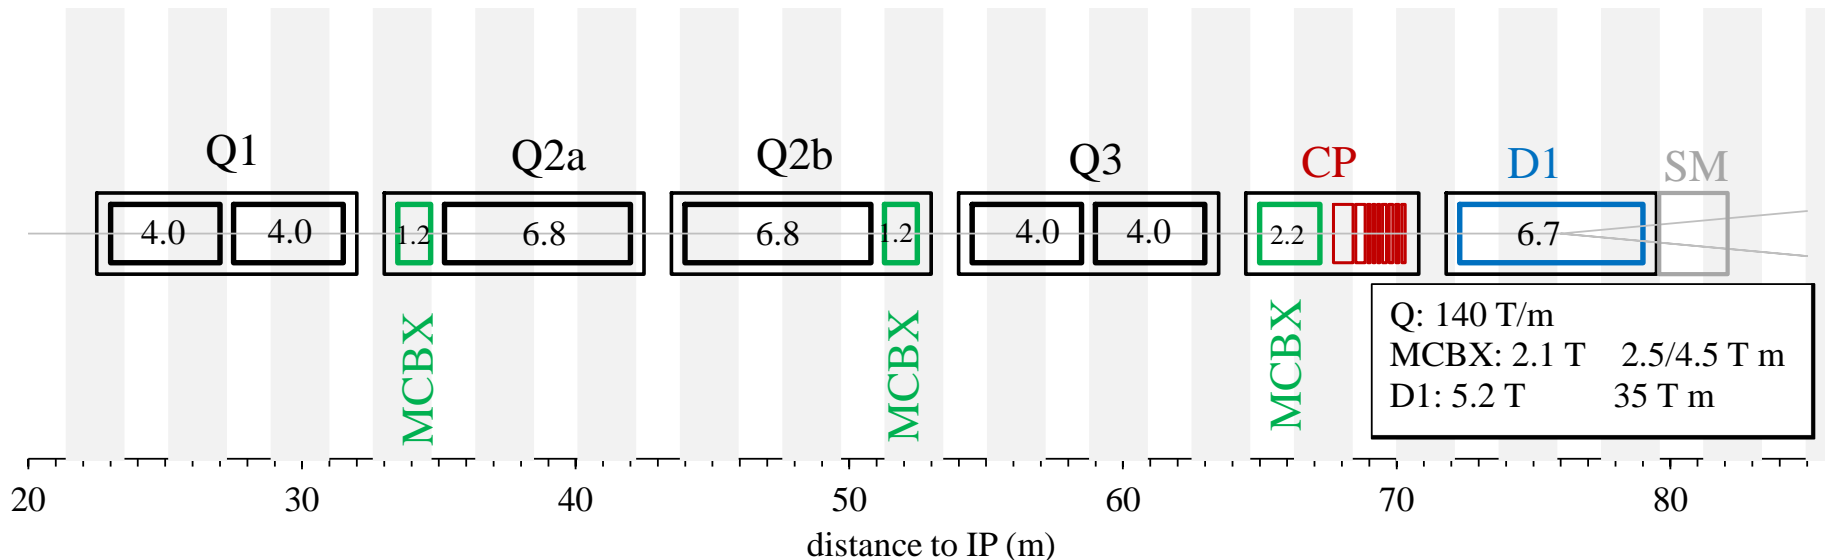 Q1 Q2a Q2b Q3 CP D1 SM
4.0 4.0 1.2 6.8 6.8 1.2 4.0 4.0 2.2 6.7
MCBX MCBX MCBX
Q: 140 T/m
MCBX: 2.1 T 2.5/4.5 T m
D1: 5.2 T 35 T m
20 30 40 50 60 70 80
distance to IP (m)